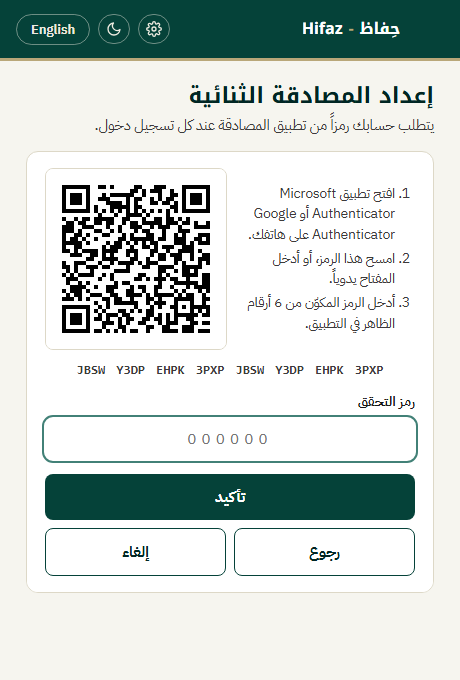 حِفاظ - Hifaz
English
إعداد المصادقة الثنائية
يتطلب حسابك رمزاً من تطبيق المصادقة عند كل تسجيل دخول.
1. افتح تطبيق Microsoft
Authenticator أو Google
Authenticator على هاتفك.
2. امسح هذا الرمز، أو أدخل
المفتاح يدوياً.
3. أدخل الرمز المكوّن من 6 أرقام
الظاهر في التطبيق.
JBSW Y3DP EHPK 3PXP JBSW Y3DP EHPK 3PXP
رمز التحقق
000000
تأكيد
رجوع
إلغاء